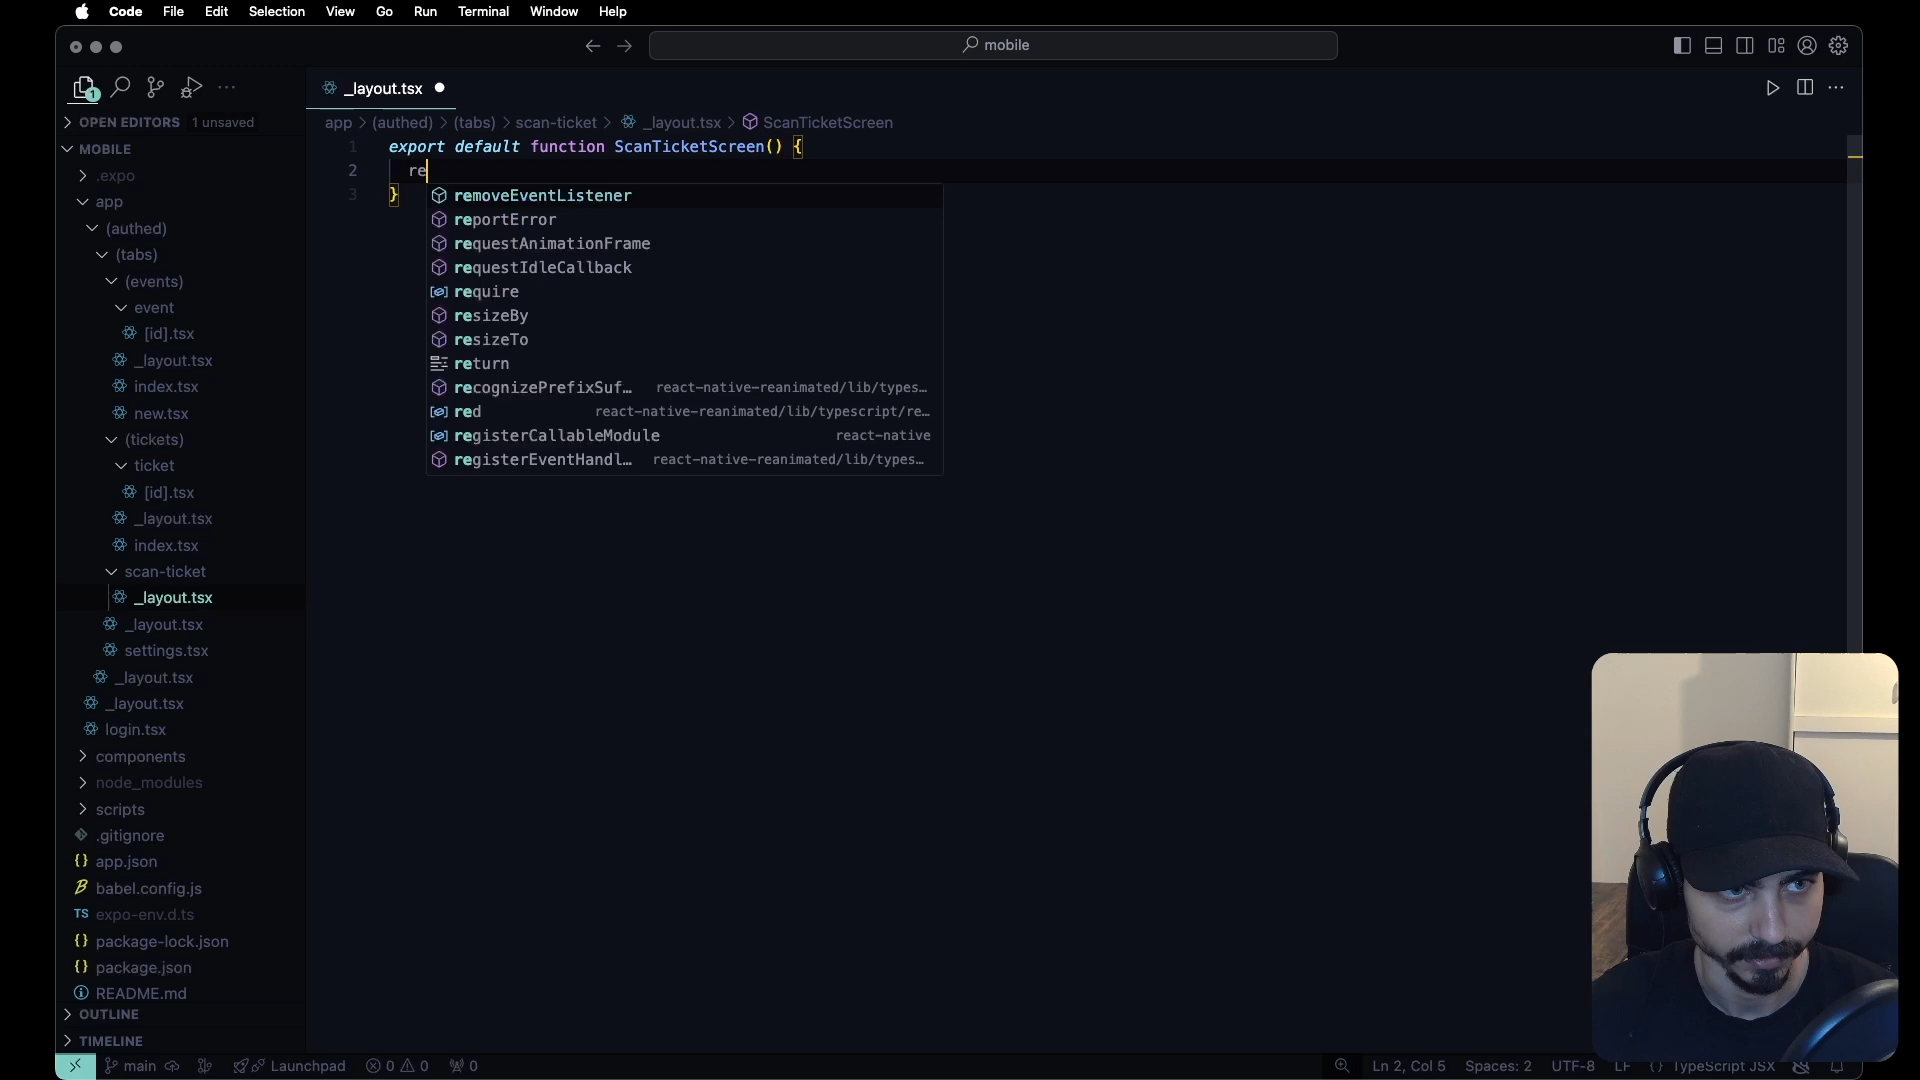 Code File Edit Selection View Go Run Terminal Window Help
mobile
1
_layout.tsx
OPEN EDITORS 1 unsaved
app > (authed) > (tabs) > scan-ticket > _layout.tsx > ScanTicketScreen
MOBILE
.expo
app
(authed)
(tabs)
(events)
event
[id].tsx
_layout.tsx
index.tsx
new.tsx
(tickets)
ticket
[id].tsx
_layout.tsx
index.tsx
scan-ticket
_layout.tsx
_layout.tsx
settings.tsx
_layout.tsx
_layout.tsx
login.tsx
components
node_modules
scripts
.gitignore
{} app.json
babel.config.js
TS expo-env.d.ts
{} package-lock.json
{} package.json
README.md
OUTLINE
TIMELINE
1 export default function ScanTicketScreen() {
2 re
3 }
removeEventListener
reportError
requestAnimationFrame
requestIdleCallback
require
resizeBy
resizeTo
return
recognizePrefixSuf… react-native-reanimated/lib/types…
red react-native-reanimated/lib/typescript/re…
registerCallableModule react-native
registerEventHandl… react-native-reanimated/lib/types…
main Launchpad 0 0 0 Ln 2, Col 5 Spaces: 2 UTF-8 LF {} TypeScript JSX